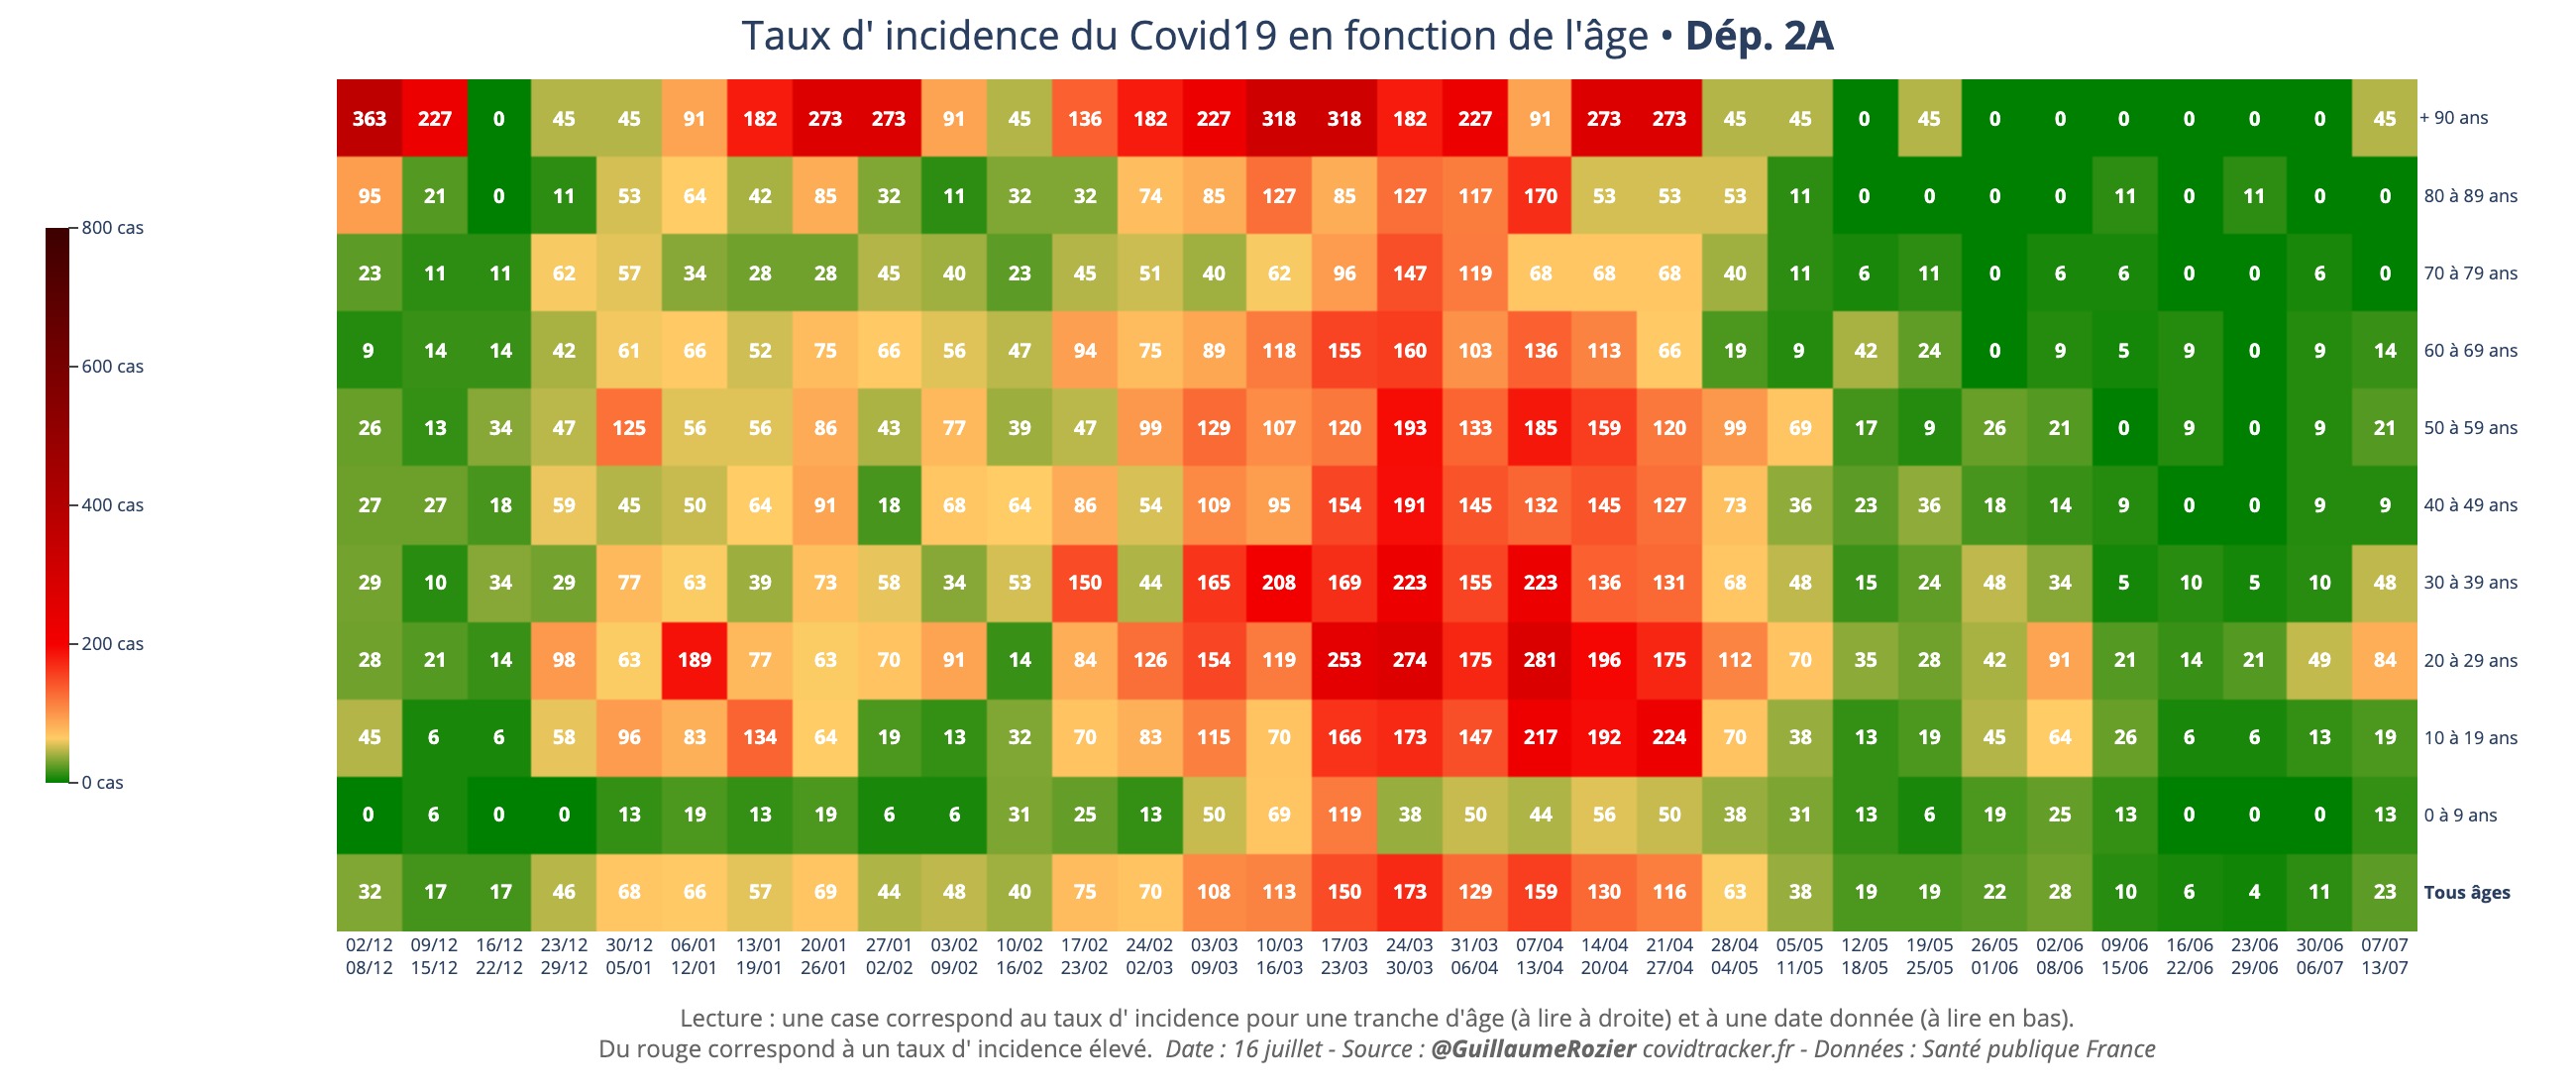 Taux d' incidence du Covid19 en fonction de l'âge • Dép. 2A
363 227 0 45 45 91 182 273 273 91 45 136 182 227 318 318 182 227 91 273 273 45 45 0 45 0 0 0 0 0 0 45 + 90 ans
95 21 0 11 53 64 42 85 32 11 32 32 74 85 127 85 127 117 170 53 53 53 11 0 0 0 0 11 0 11 0 0 80 à 89 ans
800 cas
23 11 11 62 57 34 28 28 45 40 23 45 51 40 62 96 147 119 68 68 68 40 11 6 11 0 6 6 0 0 6 0 70 à 79 ans
9 14 14 42 61 66 52 75 66 56 47 94 75 89 118 155 160 103 136 113 66 19 9 42 24 0 9 5 9 0 9 14 60 à 69 ans
600 cas
26 13 34 47 125 56 56 86 43 77 39 47 99 129 107 120 193 133 185 159 120 99 69 17 9 26 21 0 9 0 9 21 50 à 59 ans
400 cas
27 27 18 59 45 50 64 91 18 68 64 86 54 109 95 154 191 145 132 145 127 73 36 23 36 18 14 9 0 0 9 9 40 à 49 ans
29 10 34 29 77 63 39 73 58 34 53 150 44 165 208 169 223 155 223 136 131 68 48 15 24 48 34 5 10 5 10 48 30 à 39 ans
200 cas
28 21 14 98 63 189 77 63 70 91 14 84 126 154 119 253 274 175 281 196 175 112 70 35 28 42 91 21 14 21 49 84 20 à 29 ans
45 6 6 58 96 83 134 64 19 13 32 70 83 115 70 166 173 147 217 192 224 70 38 13 19 45 64 26 6 6 13 19 10 à 19 ans
0 cas
0 6 0 0 13 19 13 19 6 6 31 25 13 50 69 119 38 50 44 56 50 38 31 13 6 19 25 13 0 0 0 13 0 à 9 ans
32 17 17 46 68 66 57 69 44 48 40 75 70 108 113 150 173 129 159 130 116 63 38 19 19 22 28 10 6 4 11 23 Tous âges
02/12 09/12 16/12 23/12 30/12 06/01 13/01 20/01 27/01 03/02 10/02 17/02 24/02 03/03 10/03 17/03 24/03 31/03 07/04 14/04 21/04 28/04 05/05 12/05 19/05 26/05 02/06 09/06 16/06 23/06 30/06 07/07
08/12 15/12 22/12 29/12 05/01 12/01 19/01 26/01 02/02 09/02 16/02 23/02 02/03 09/03 16/03 23/03 30/03 06/04 13/04 20/04 27/04 04/05 11/05 18/05 25/05 01/06 08/06 15/06 22/06 29/06 06/07 13/07
Lecture : une case correspond au taux d' incidence pour une tranche d'âge (à lire à droite) et à une date donnée (à lire en bas).
Du rouge correspond à un taux d' incidence élevé. Date : 16 juillet - Source : @GuillaumeRozier covidtracker.fr - Données : Santé publique France